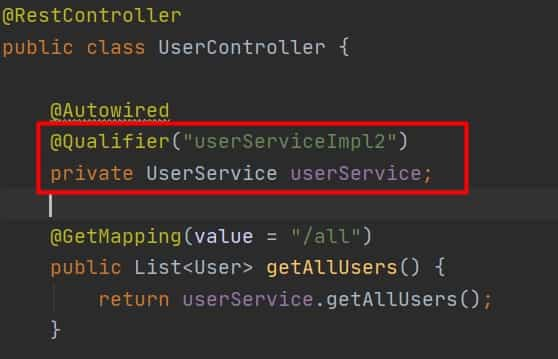 @RestController
public class UserController {
@Autowired
@Qualifier("userServiceImpl2")
private UserService userService;
@GetMapping(value = "/all")
public List<User> getAllUsers() {
return userService.getAllUsers();
}